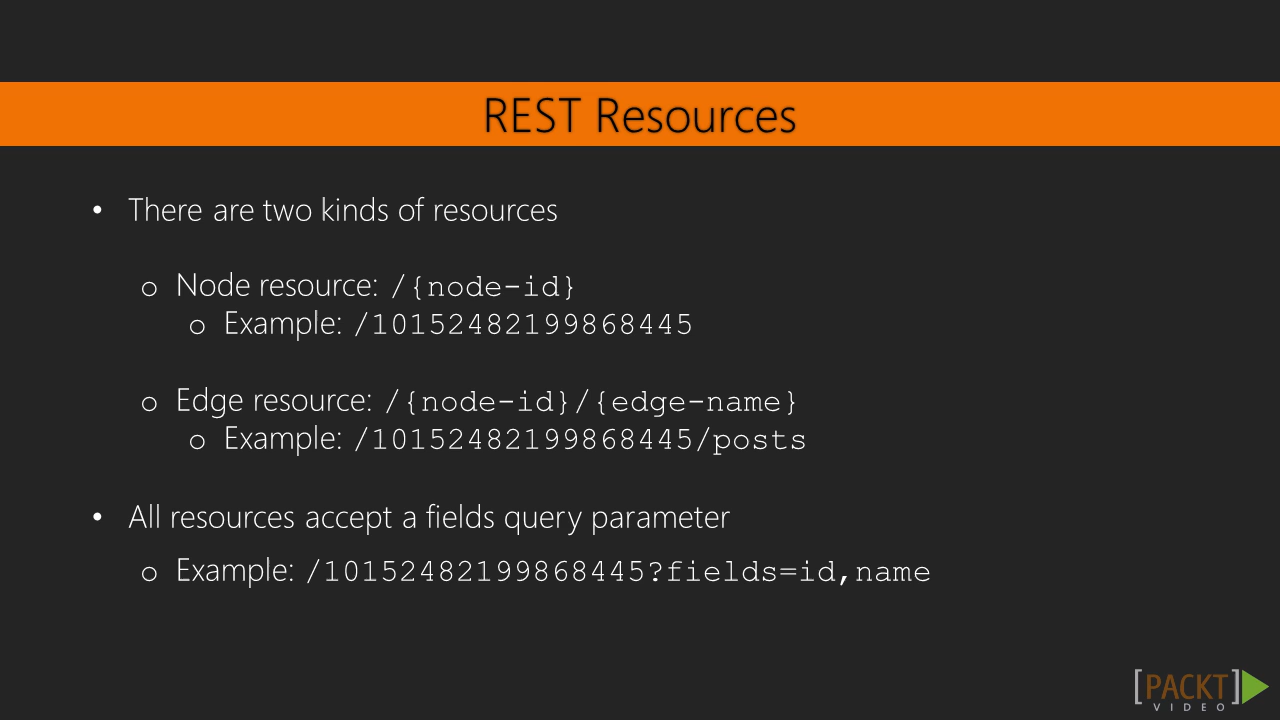 REST Resources
• There are two kinds of resources
o Node resource: /{node-id}
o Example: /10152482199868445
o Edge resource: /{node-id}/{edge-name}
o Example: /10152482199868445/posts
• All resources accept a fields query parameter
o Example: /10152482199868445?fields=id,name
[PACKT]
VIDEO